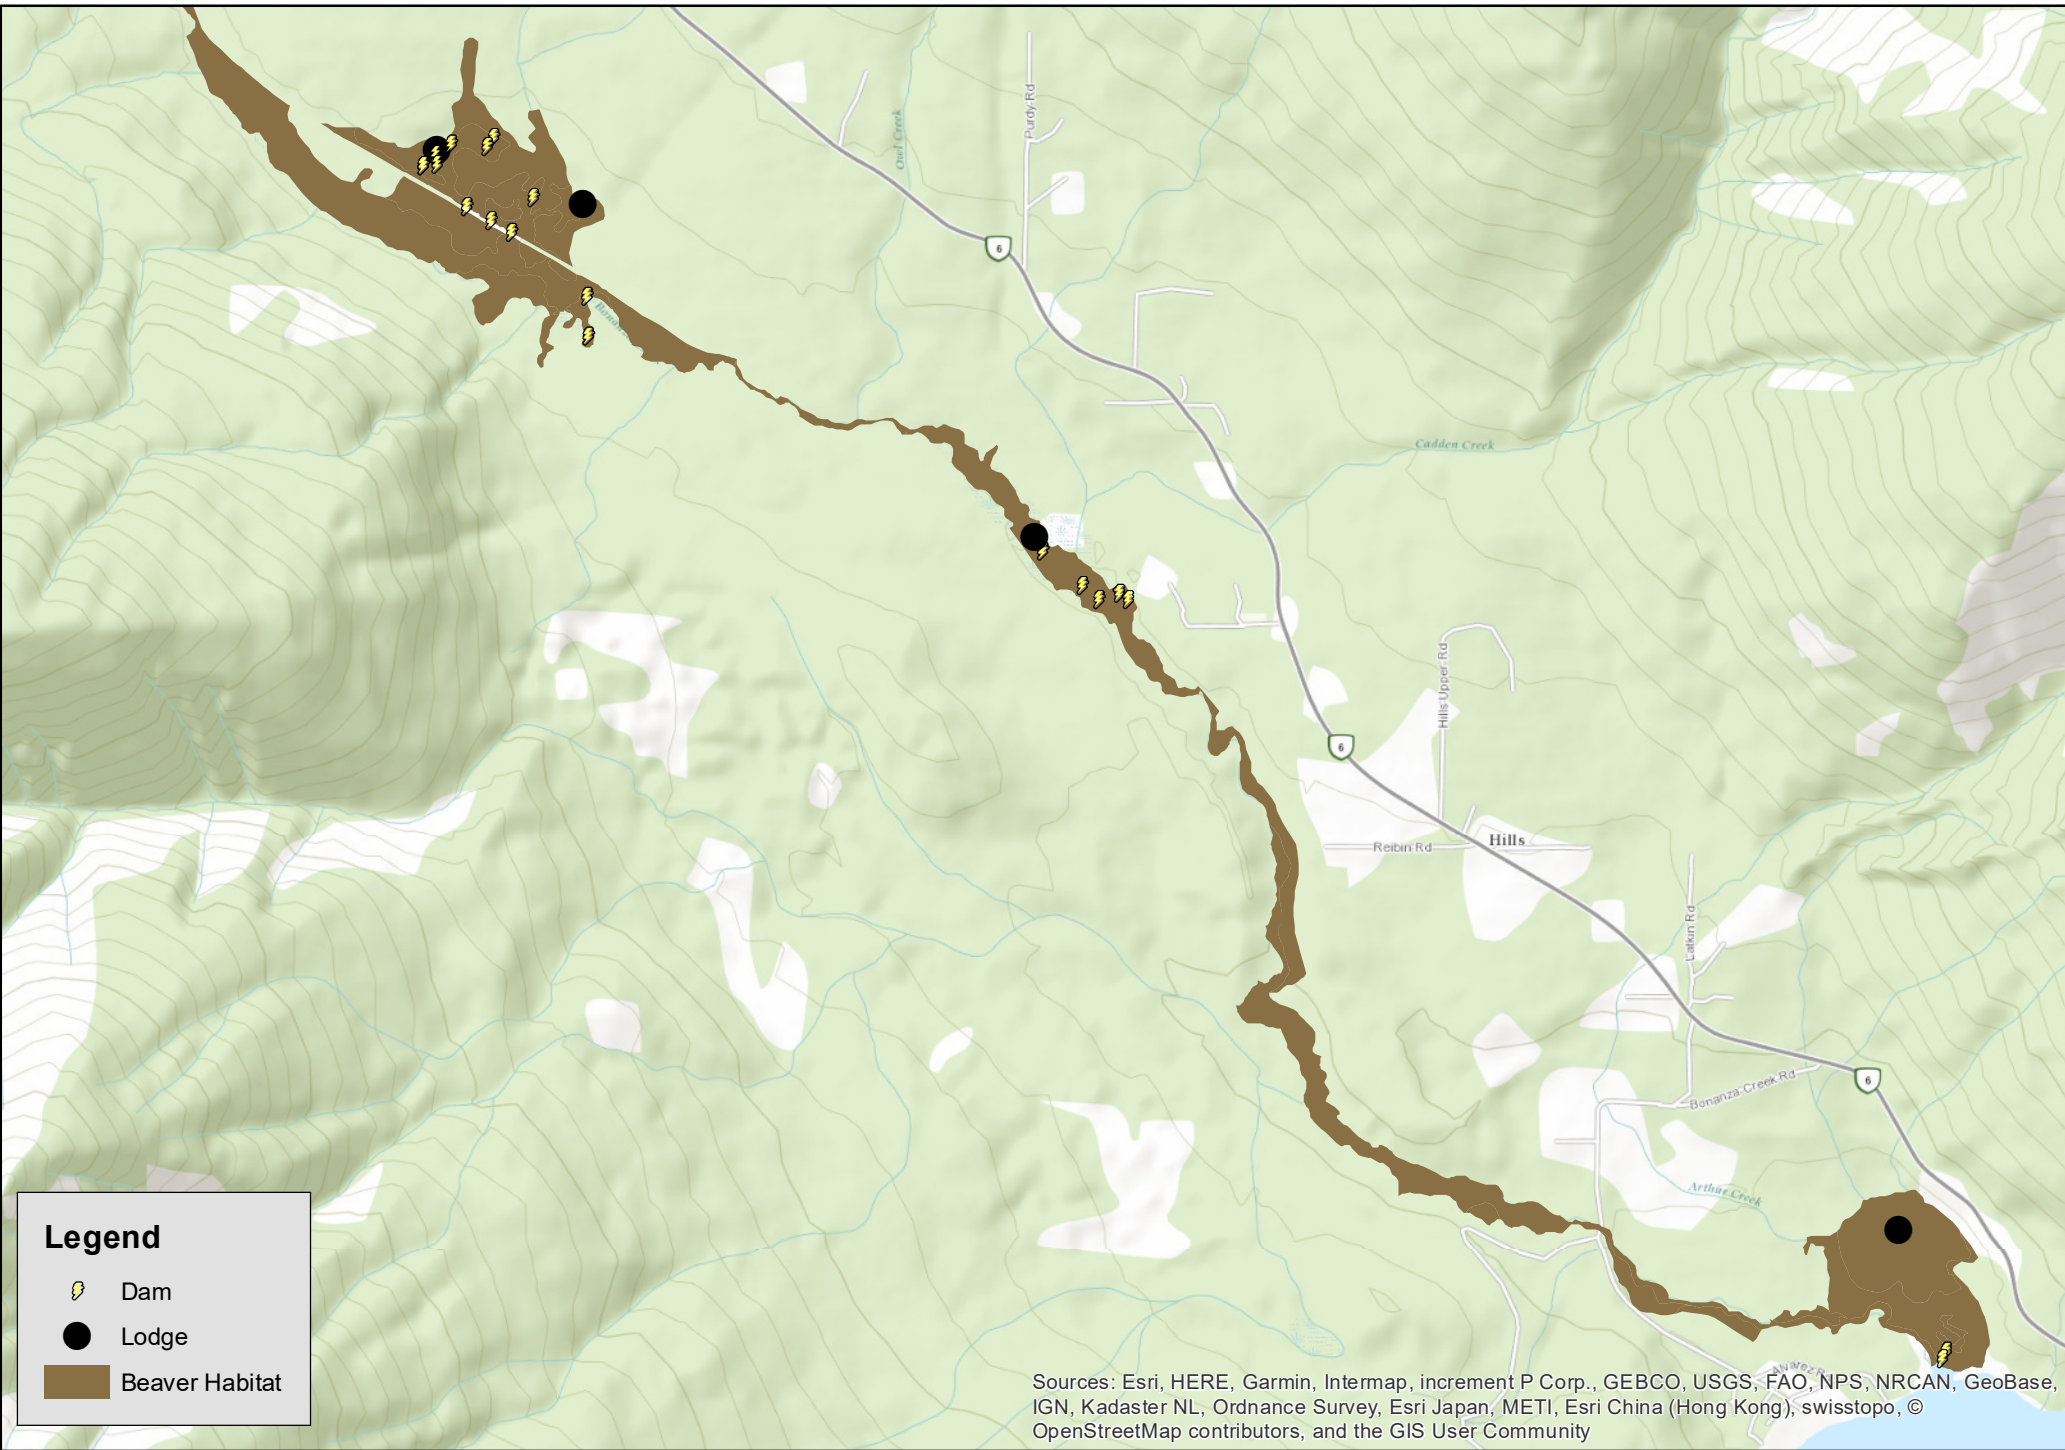 Purdy-Rd
Owl Creek
6
Cadden Creek
Hills Upper-Rd
6
Hills
Reibin Rd
Latkin Rd
6
Bonanza Creek Rd
Arthur Creek
Legend
Dam
Lodge
Beaver Habitat
Sources: Esri, HERE, Garmin, Intermap, increment P Corp., GEBCO, USGS, FAO, NPS, NRCAN, GeoBase,
IGN, Kadaster NL, Ordnance Survey, Esri Japan, METI, Esri China (Hong Kong), swisstopo, ©
OpenStreetMap contributors, and the GIS User Community